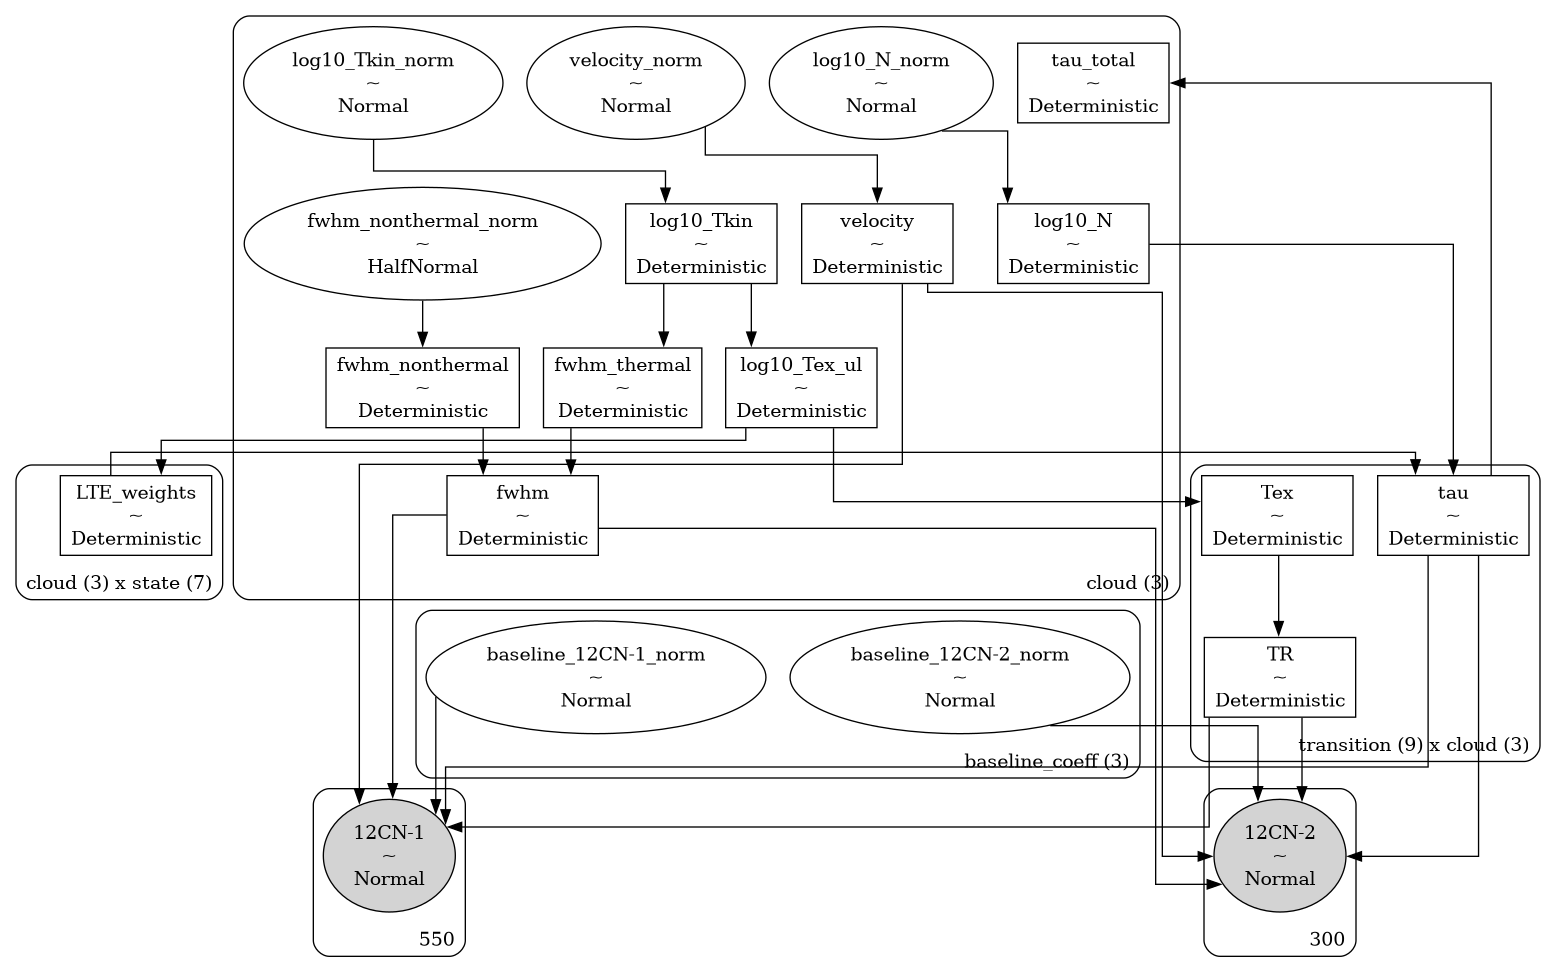 log10_Tkin_norm
~
Normal
velocity_norm
~
Normal
log10_N_norm
~
Normal
tau_total
~
Deterministic
fwhm_nonthermal_norm
~
HalfNormal
log10_Tkin
~
Deterministic
velocity
~
Deterministic
log10_N
~
Deterministic
fwhm_nonthermal
~
Deterministic
fwhm_thermal
~
Deterministic
log10_Tex_ul
~
Deterministic
LTE_weights
~
Deterministic
cloud (3) x state (7)
fwhm
~
Deterministic
cloud (3)
Tex
~
Deterministic
tau
~
Deterministic
TR
~
Deterministic
transition (9) x cloud (3)
baseline_12CN-1_norm
~
Normal
baseline_12CN-2_norm
~
Normal
baseline_coeff (3)
12CN-1
~
Normal
550
12CN-2
~
Normal
300